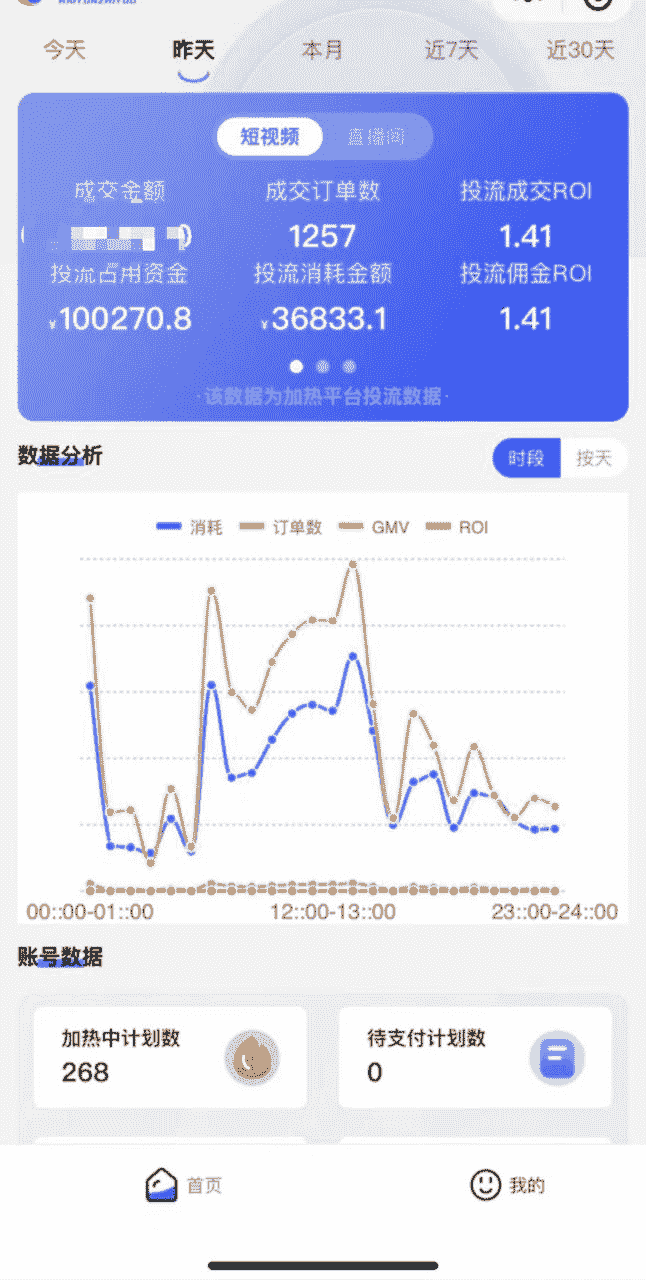 今天 昨天 本月 近7天 近30天
短视频 直播间
成交金额 成交订单数 投流成交ROI
1257 1.41
投流占用资金 投流消耗金额 投流佣金ROI
¥100270.8 ¥36833.1 1.41
·该数据为加热平台投流数据·
数据分析 时段 按天
消耗 订单数 GMV ROI
00::00-01::00 12::00-13::00 23::00-24::00
账号数据
加热中计划数 待支付计划数
268 0
首页 我的